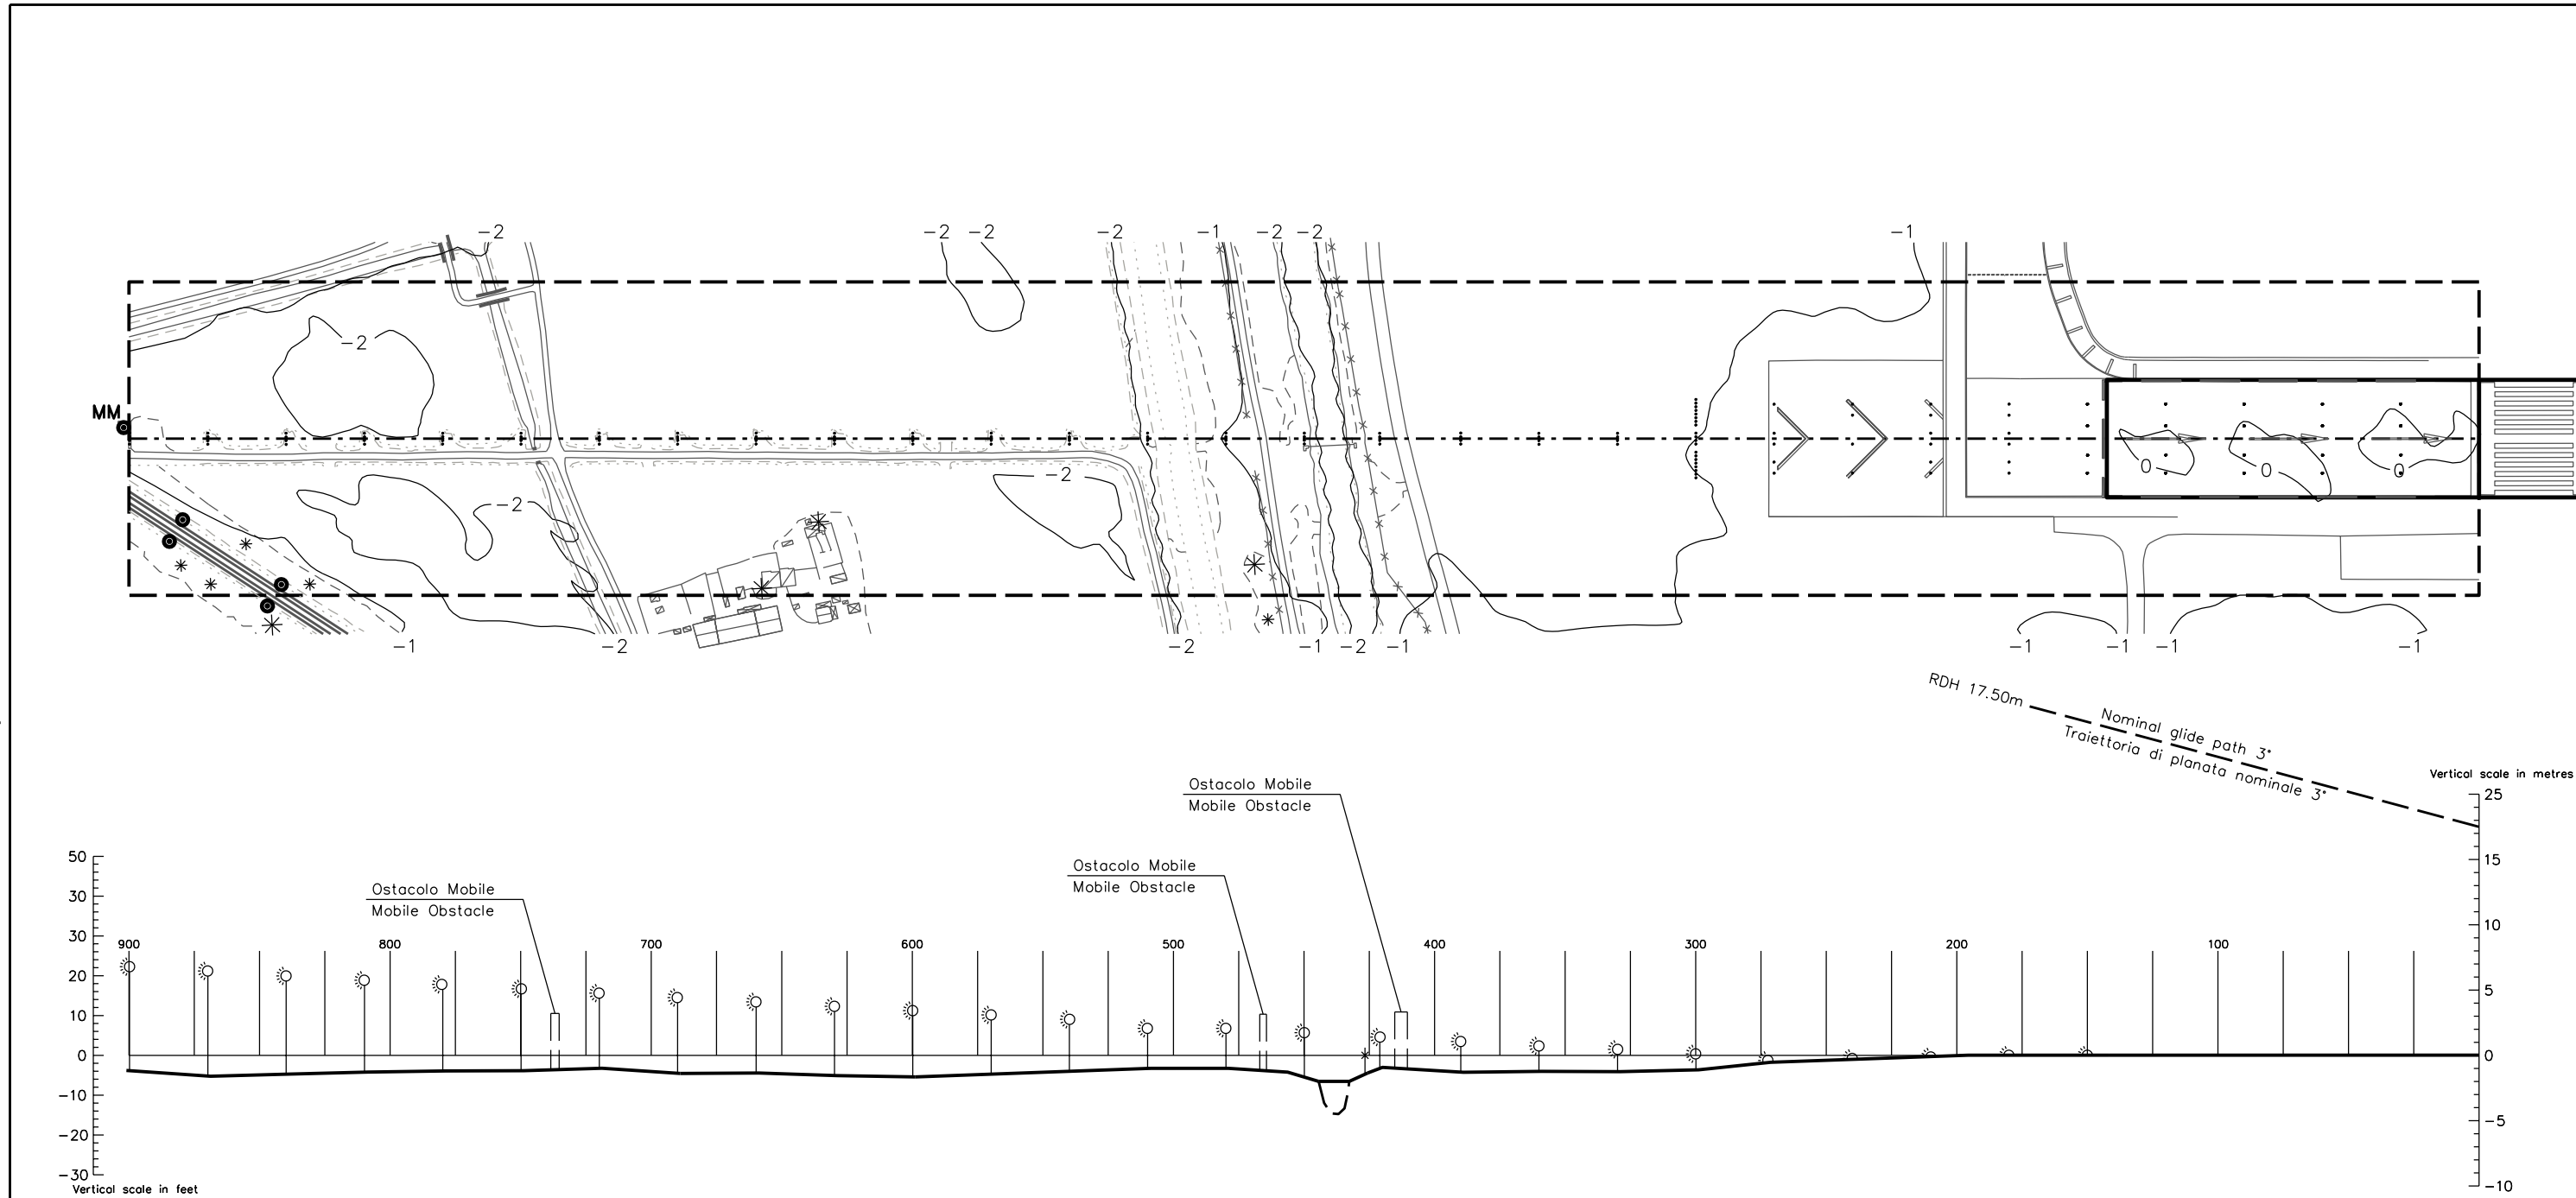 -2
-2 -2
-2 -1 -2 -2
-1
-2
MM
-2
-2
0 0 0
-1 -2
-2 -1 -2 -1
-1 -1 -1 -1
RDH 17.50m
Nominal glide path 3°
Traiettoria di planata nominale 3°
Vertical scale in metres
Ostacolo Mobile
Mobile Obstacle
25
Ostacolo Mobile
Mobile Obstacle
Ostacolo Mobile
Mobile Obstacle
50
15
30
30
10
900 800 700 600 500 400 300 200 100
20
5
10
0
0
-10
-5
-20
-30
-10
Vertical scale in feet